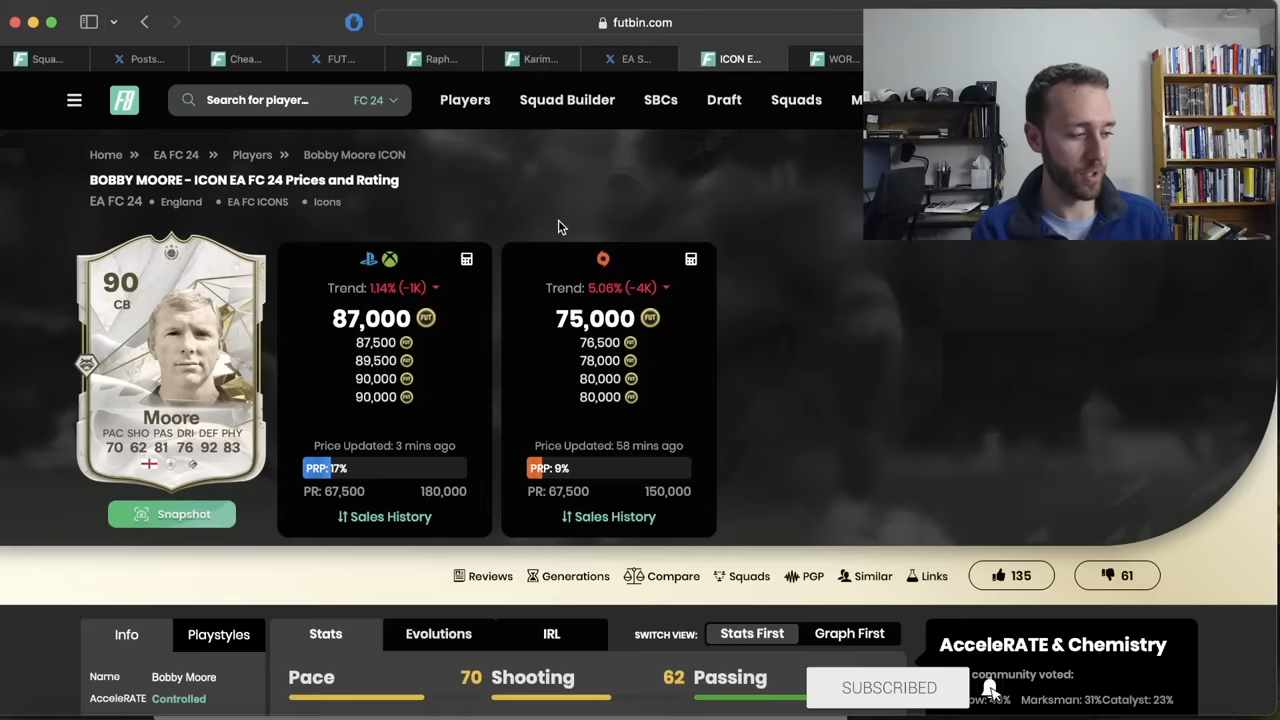 futbin.com
Squa...
Posts...
Chea...
FUT...
Raph...
Karim...
EA S...
ICON E...
WOR...
FB
Search for player...
FC 24
Players
Squad Builder
SBCs
Draft
Squads
M
Home >> EA FC 24 >> Players >> Bobby Moore ICON
BOBBY MOORE - ICON EA FC 24 Prices and Rating
EA FC 24 • England • EA FC ICONS • Icons
90
CB
Moore
PAC SHO PAS DRI DEF PHY
70 62 81 76 92 83
Snapshot
Trend: 1.14% (-1K)
87,000
87,500
89,500
90,000
90,000
Price Updated: 3 mins ago
PRP: 17%
PR: 67,500 180,000
Sales History
Trend: 5.06% (-4K)
75,000
76,500
78,000
80,000
80,000
Price Updated: 58 mins ago
PRP: 9%
PR: 67,500 150,000
Sales History
Reviews
Generations
Compare
Squads
PGP
Similar
Links
135
61
Info
Playstyles
Name Bobby Moore
AcceleRATE Controlled
Stats
Evolutions
IRL
SWITCH VIEW:
Stats First
Graph First
Pace 70
Shooting 62
Passing
AcceleRATE & Chemistry
community voted:
Marksman: 31% Catalyst: 23%
SUBSCRIBED